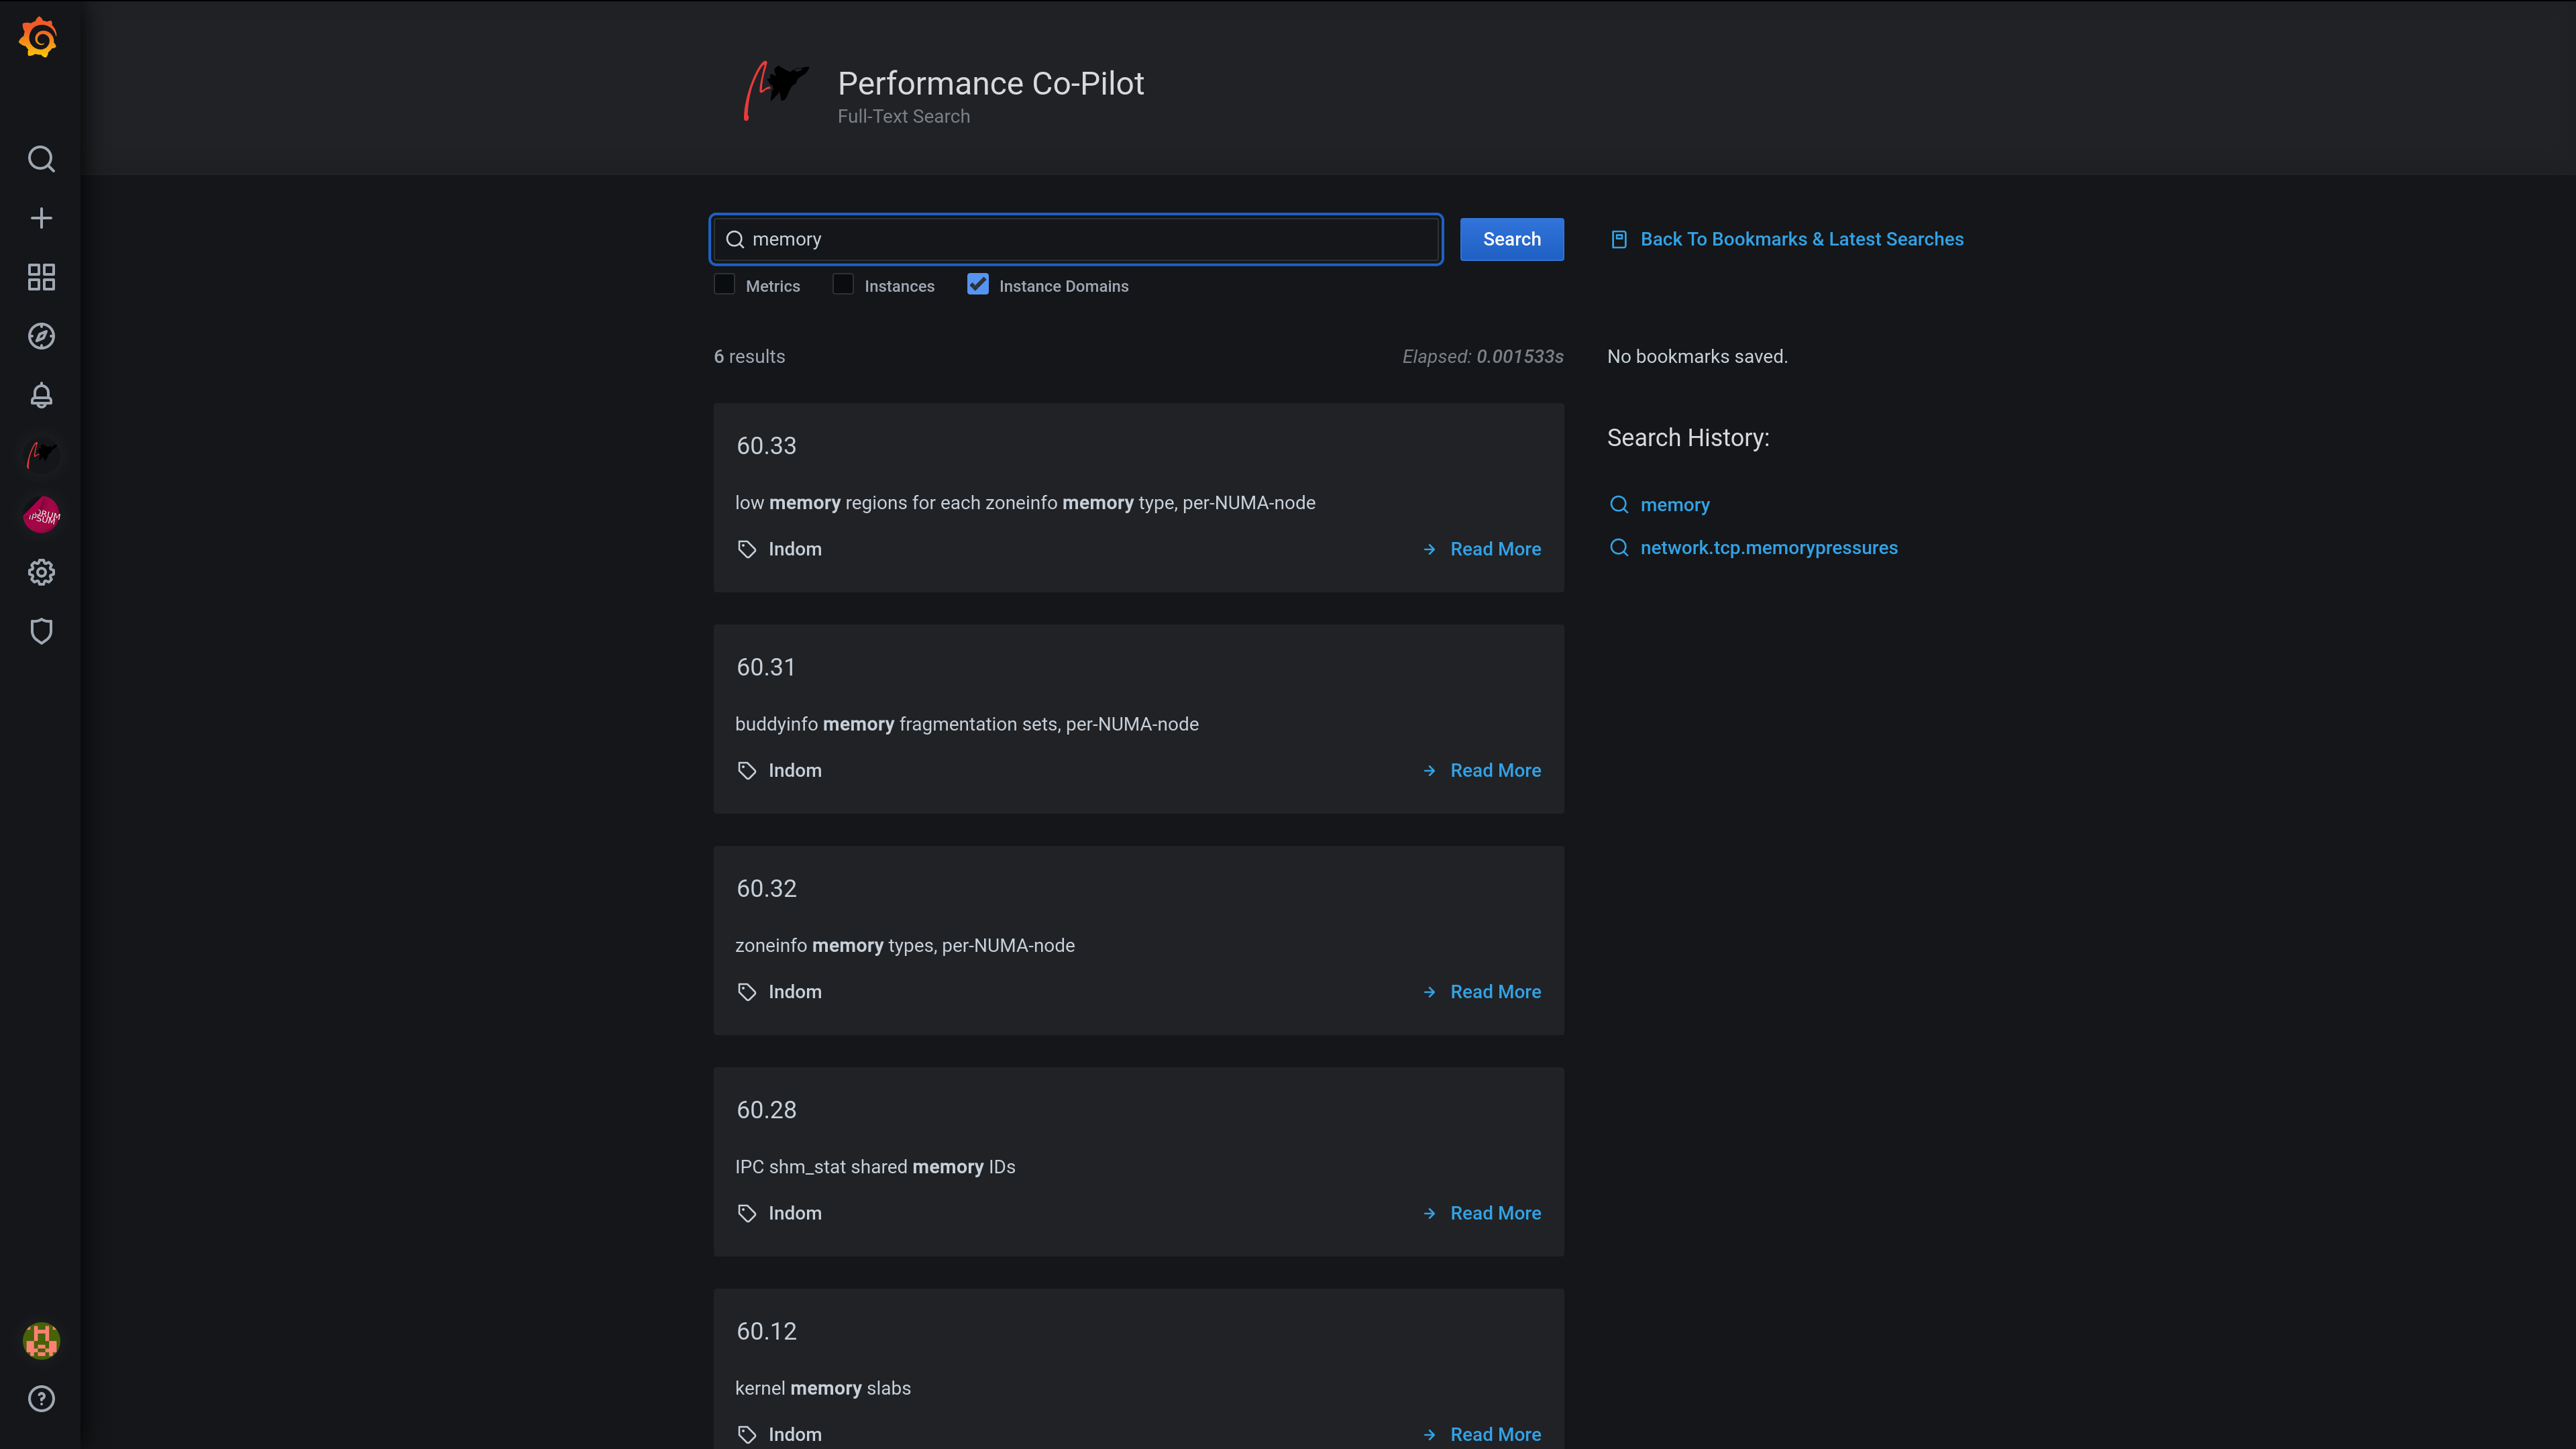 Performance Co-Pilot
Full-Text Search
memory
Search
Back To Bookmarks & Latest Searches
Metrics
Instances
Instance Domains
6 results
Elapsed: 0.001533s
No bookmarks saved.
60.33
low memory regions for each zoneinfo memory type, per-NUMA-node
Indom
Read More
Search History:
memory
network.tcp.memorypressures
60.31
buddyinfo memory fragmentation sets, per-NUMA-node
Indom
Read More
60.32
zoneinfo memory types, per-NUMA-node
Indom
Read More
60.28
IPC shm_stat shared memory IDs
Indom
Read More
60.12
kernel memory slabs
Indom
Read More